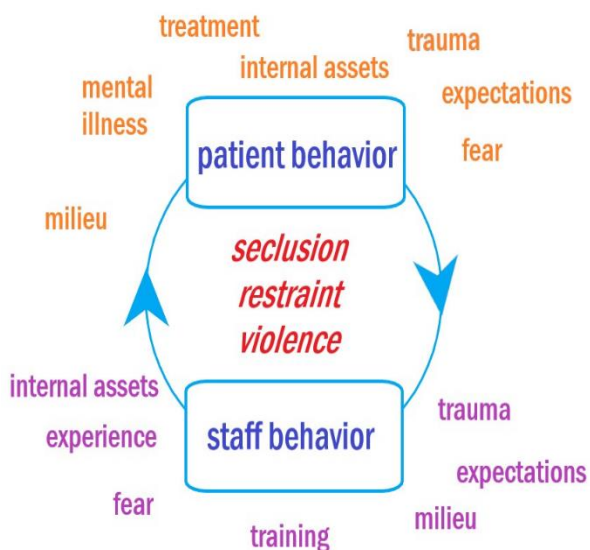 treatment
trauma
internal assets
mental
illness
expectations
patient behavior
fear
milieu
seclusion
restraint
violence
internal assets
experience
staff behavior
trauma
expectations
fear
milieu
training